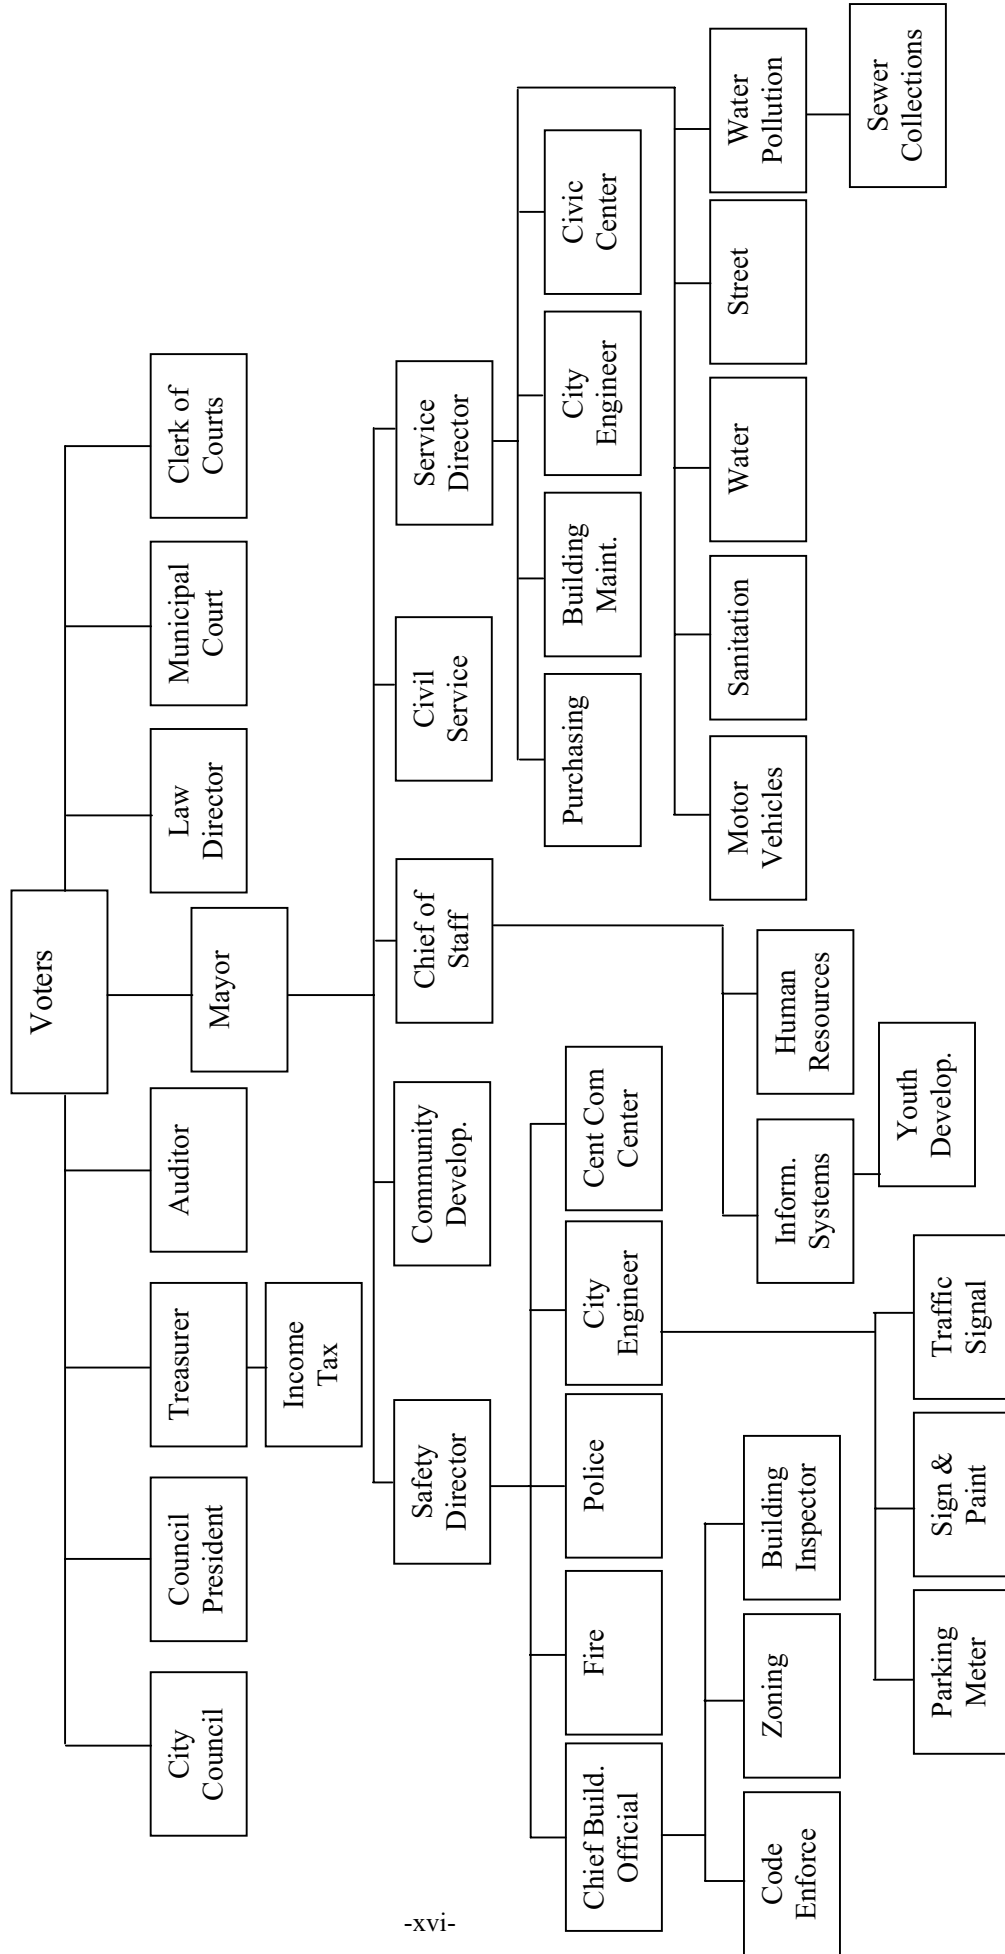 Voters
City
Council
Council
President
Treasurer
Auditor
Law
Director
Municipal
Court
Clerk of
Courts
Mayor
Income
Tax
Safety
Director
Community
Develop.
Chief of
Staff
Civil
Service
Service
Director
Chief Build.
Official
Fire
Police
City
Engineer
Cent Com
Center
Purchasing
Building
Maint.
City
Engineer
Civic
Center
Code
Enforce
Zoning
Building
Inspector
Inform.
Systems
Human
Resources
Motor
Vehicles
Sanitation
Water
Street
Water
Pollution
Youth
Develop.
Sewer
Collections
Parking
Meter
Sign &
Paint
Traffic
Signal
-xvi-